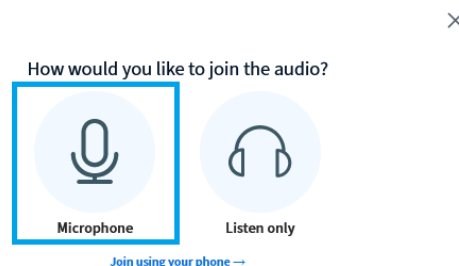 How would you like to join the audio?
Microphone
Listen only
Join using your phone →